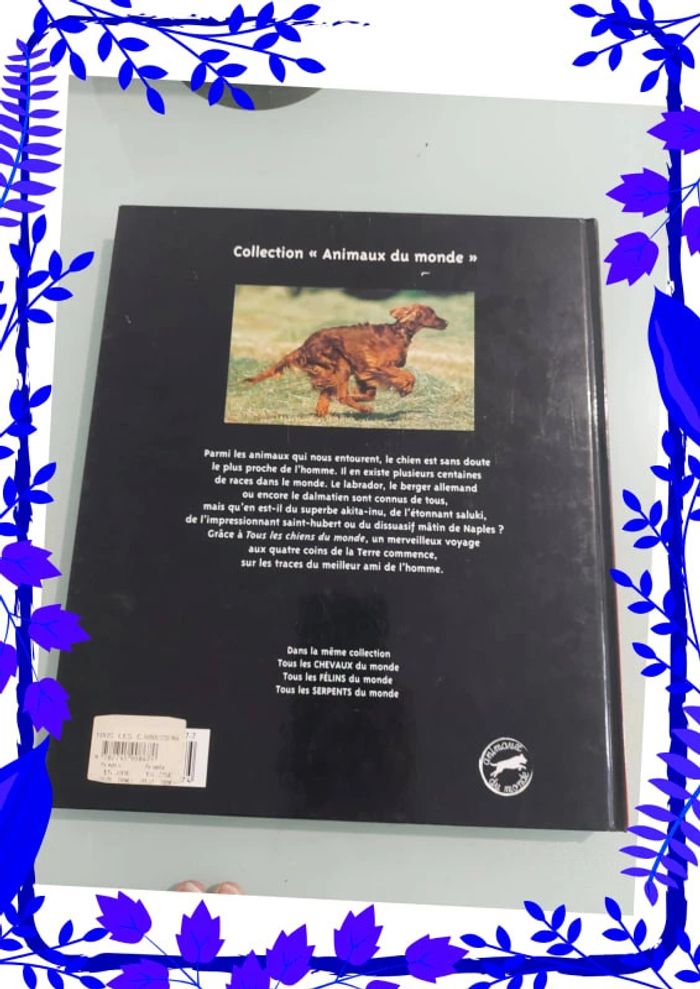 Collection « Animaux du monde »
Parmi les animaux qui nous entourent, le chien est sans doute
le plus proche de l'homme. Il en existe plusieurs centaines
de races dans le monde. Le labrador, le berger allemand
ou encore le dalmatien sont connus de tous,
mais qu'en est-il du superbe akita-inu, de l'étonnant saluki,
de l'impressionnant saint-hubert ou du dissuasif mâtin de Naples ?
Grâce à Tous les chiens du monde, un merveilleux voyage
aux quatre coins de la Terre commence,
sur les traces du meilleur ami de l'homme.
Dans la même collection
Tous les CHEVAUX du monde
Tous les FÉLINS du monde
Tous les SERPENTS du monde
animaux
du monde